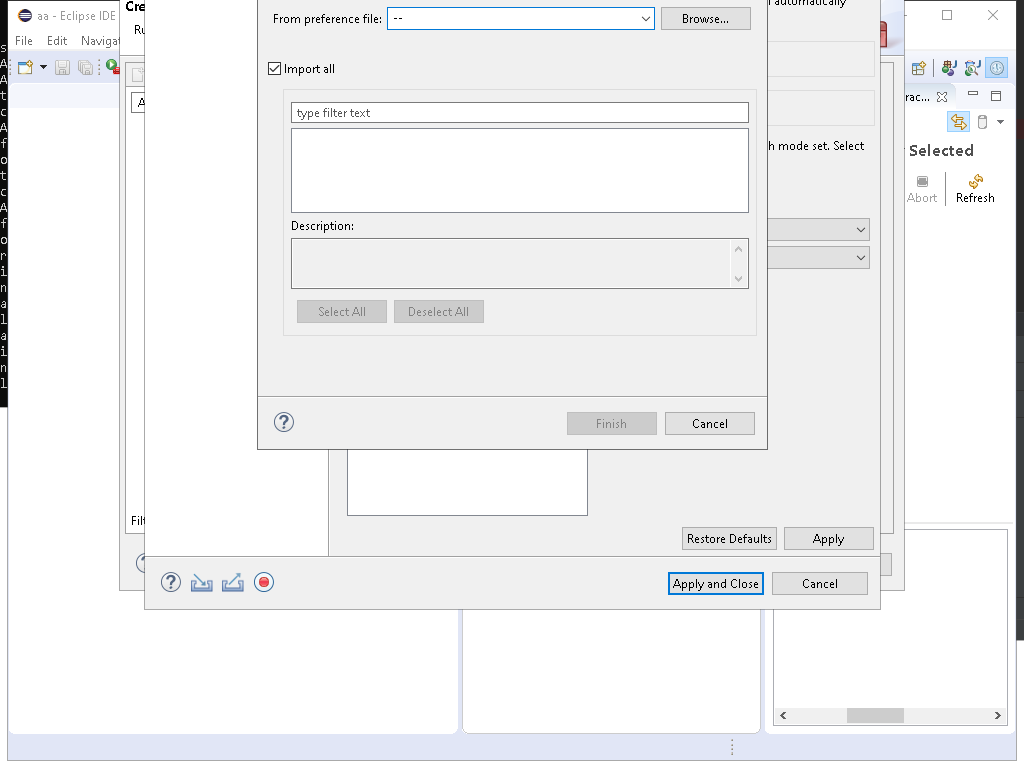 aa - Eclipse IDE
Cre
File Edit Navigat
Ru
From preference file: --
Browse...
automatically
Import all
type filter text
rac...
A
h mode set. Select
Selected
Abort
Refresh
Description:
Select All
Deselect All
Finish
Cancel
Filt
Restore Defaults
Apply
Apply and Close
Cancel
s
A
A
t
c
A
f
o
t
c
A
f
o
r
i
n
a
l
a
i
n
l